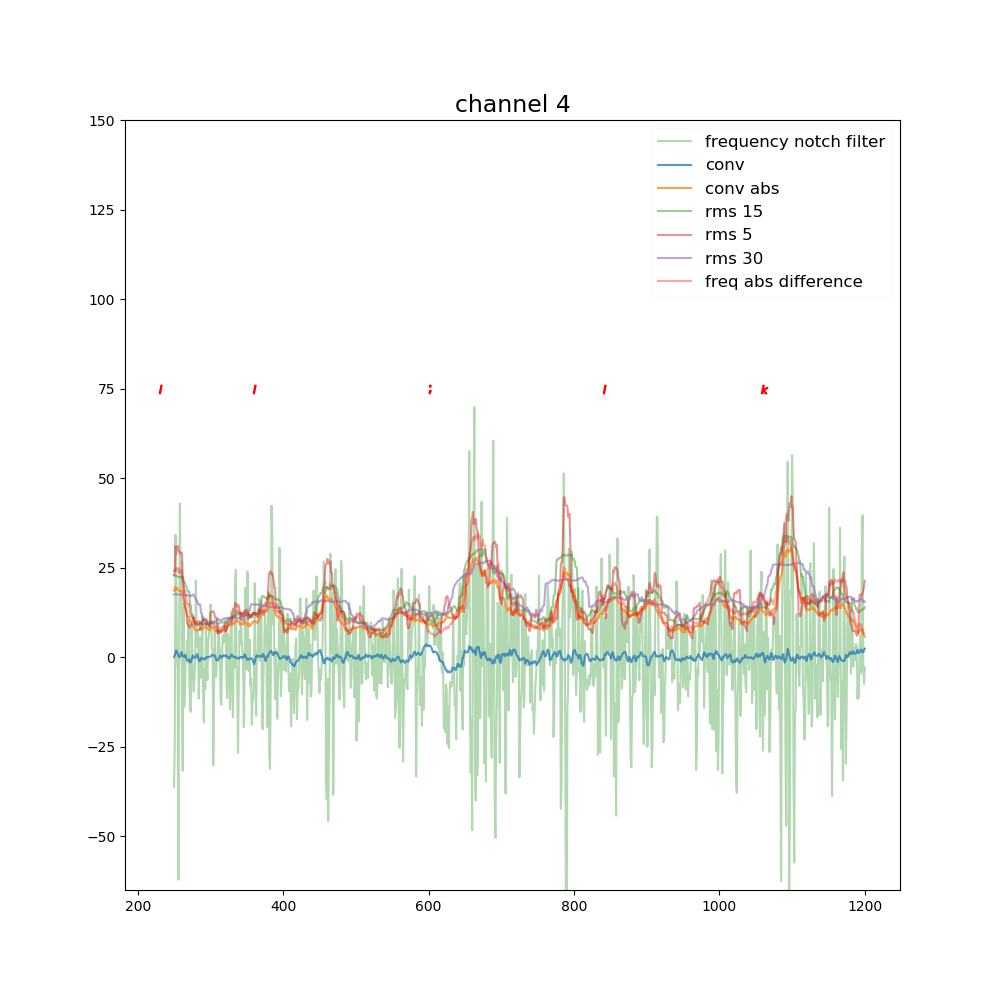 channel 4
150
125
100
75
50
25
0
−25
−50
frequency notch filter
conv
conv abs
rms 15
rms 5
rms 30
freq abs difference
l l ; l k
200 400 600 800 1000 1200